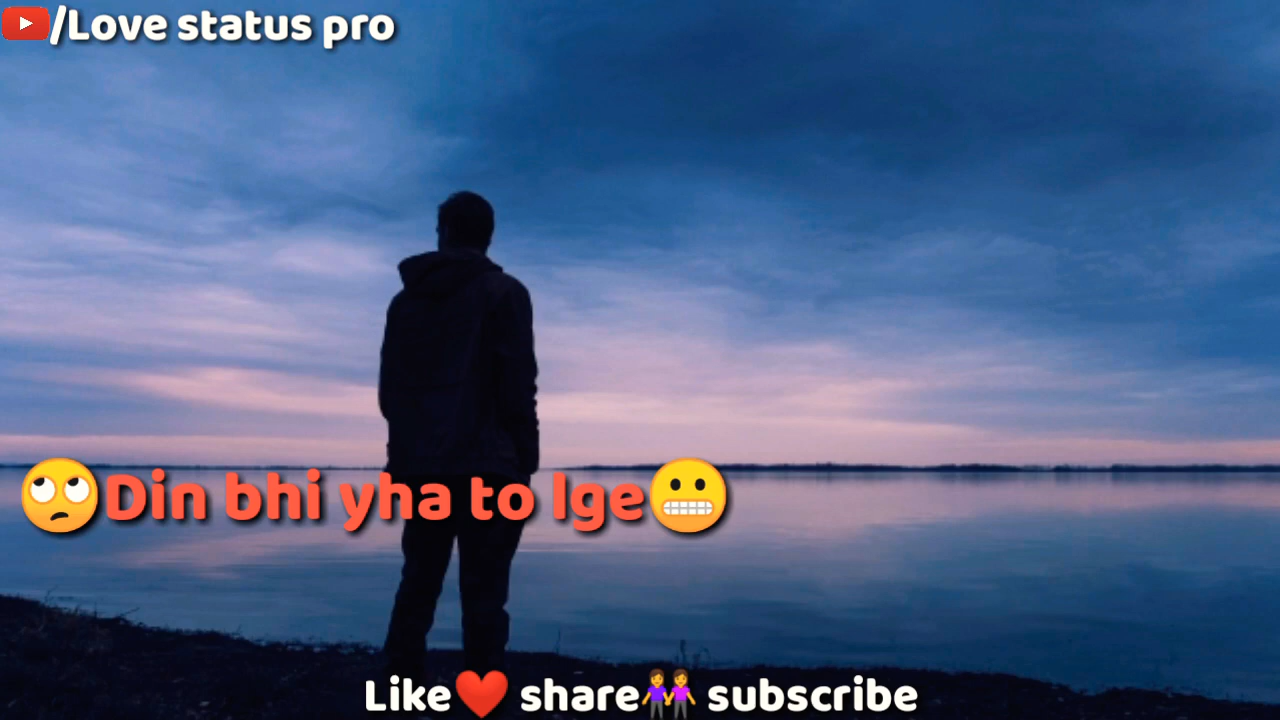 /Love status pro
🙄Din bhi yha to lge😬
Like❤️ share👭 subscribe